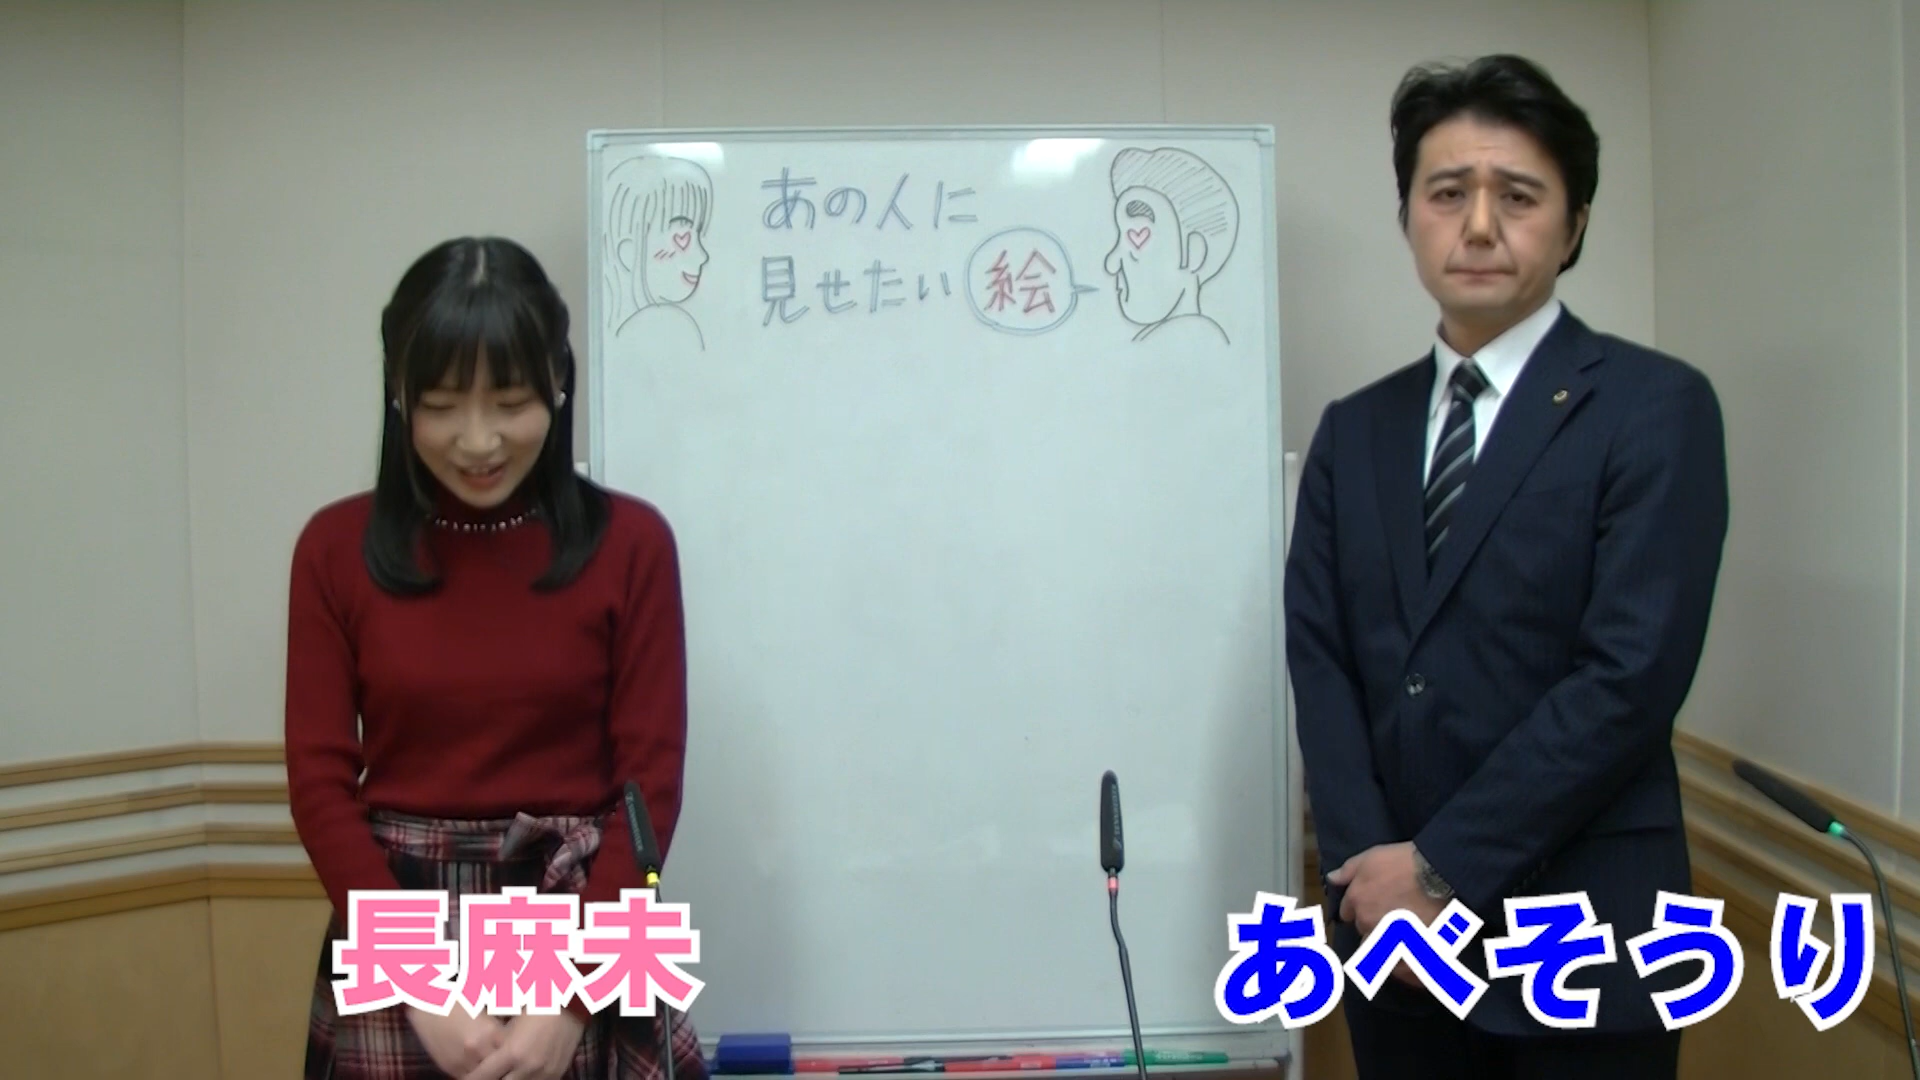 あの人に
見せたい絵
長麻未
あべそうり